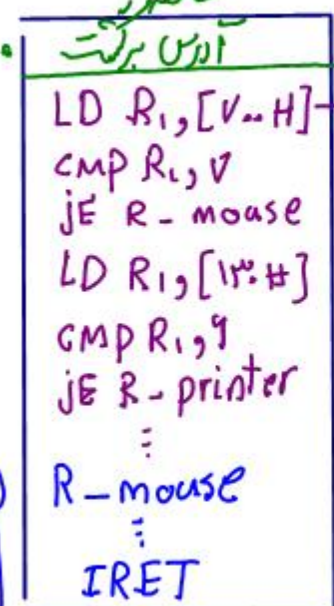 آدرس برگشت
LD R1, [۷۰۰H]
CMP R1, ۷
jE R-mouse
LD R1, [۱۳۰H]
CMP R1, ۹
jE R-printer
⋮
R-mouse
⋮
IRET